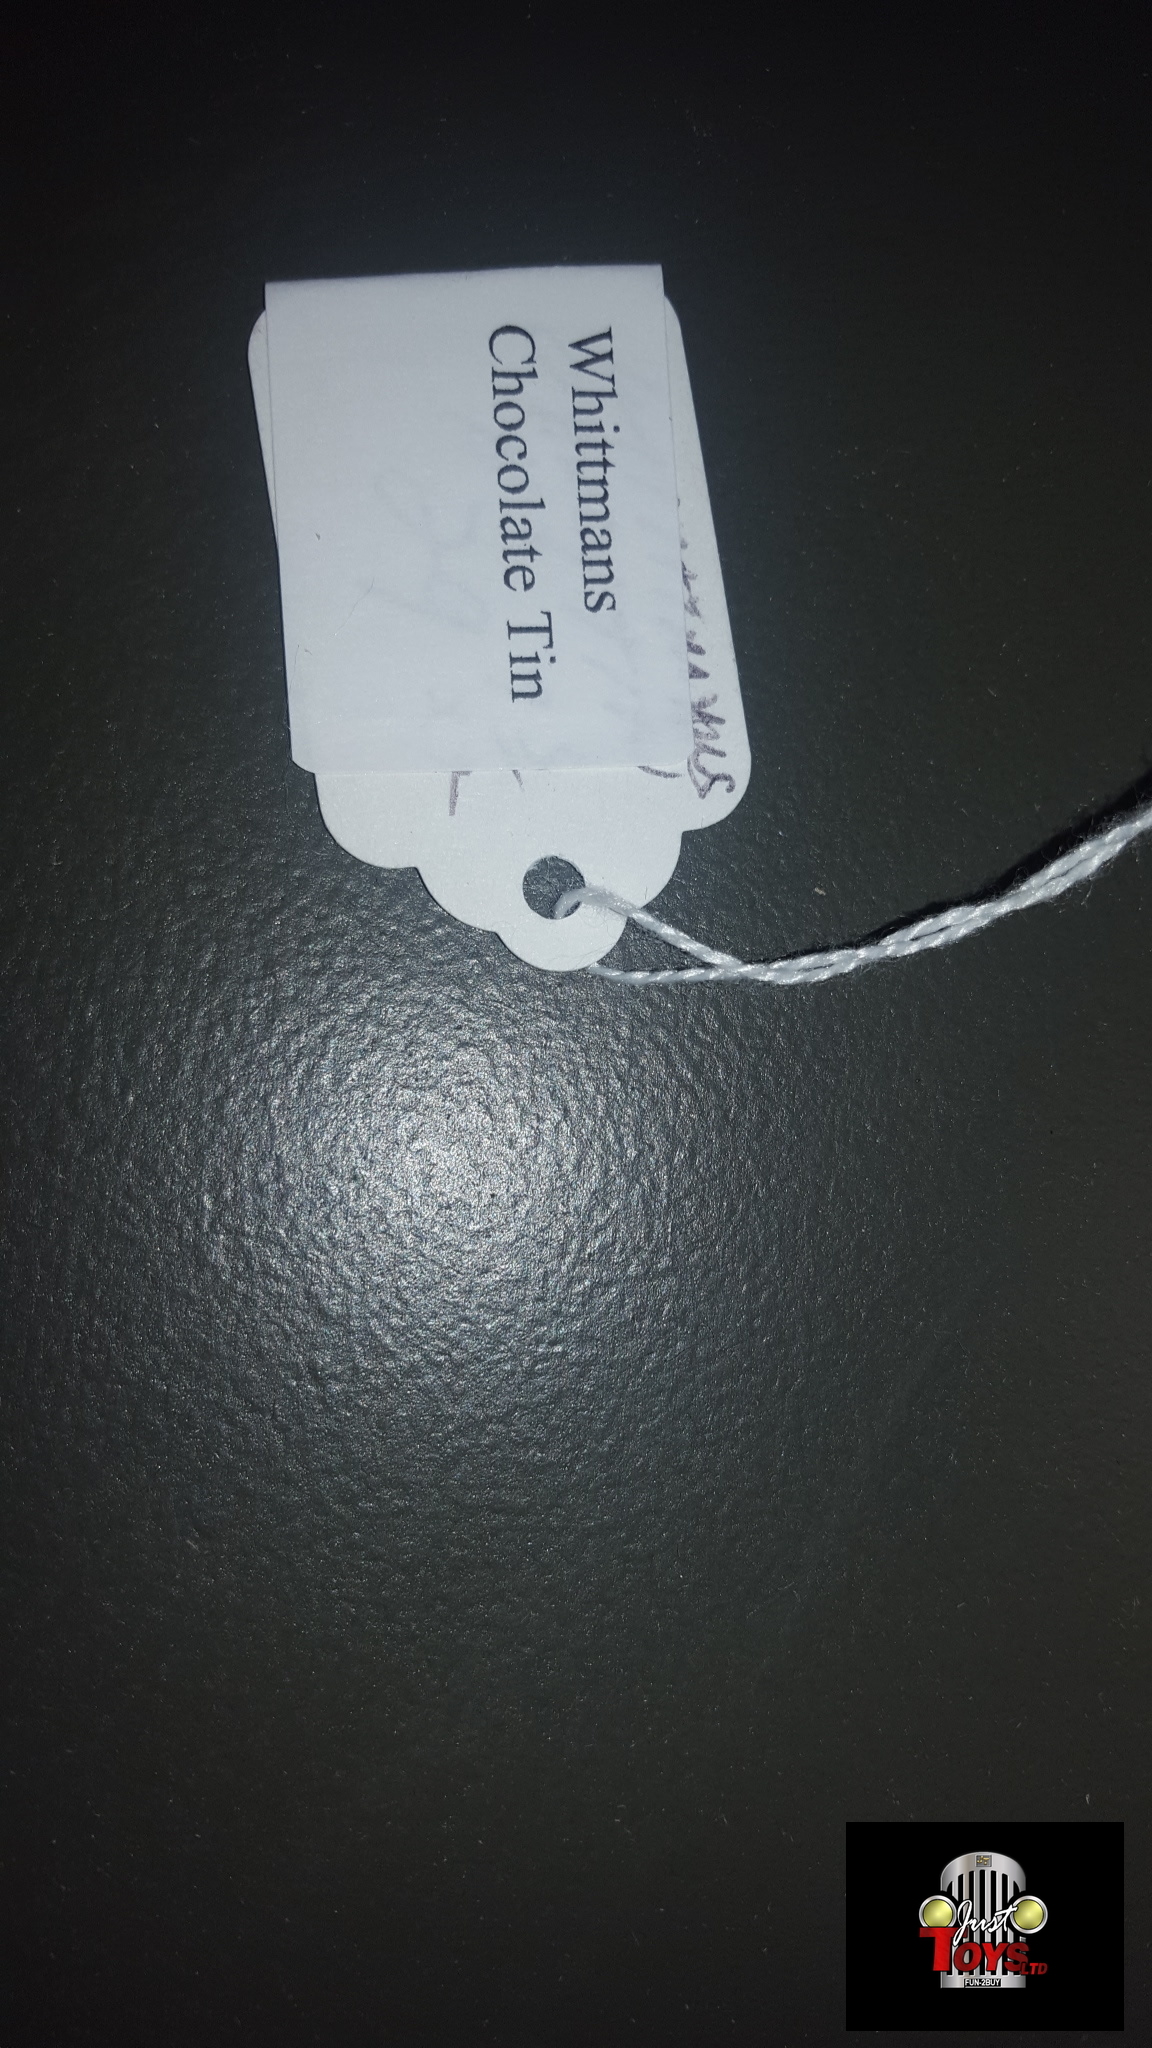 Whittmans
Chocolate Tin
Just
TOYS LTD
FUN-2BUY